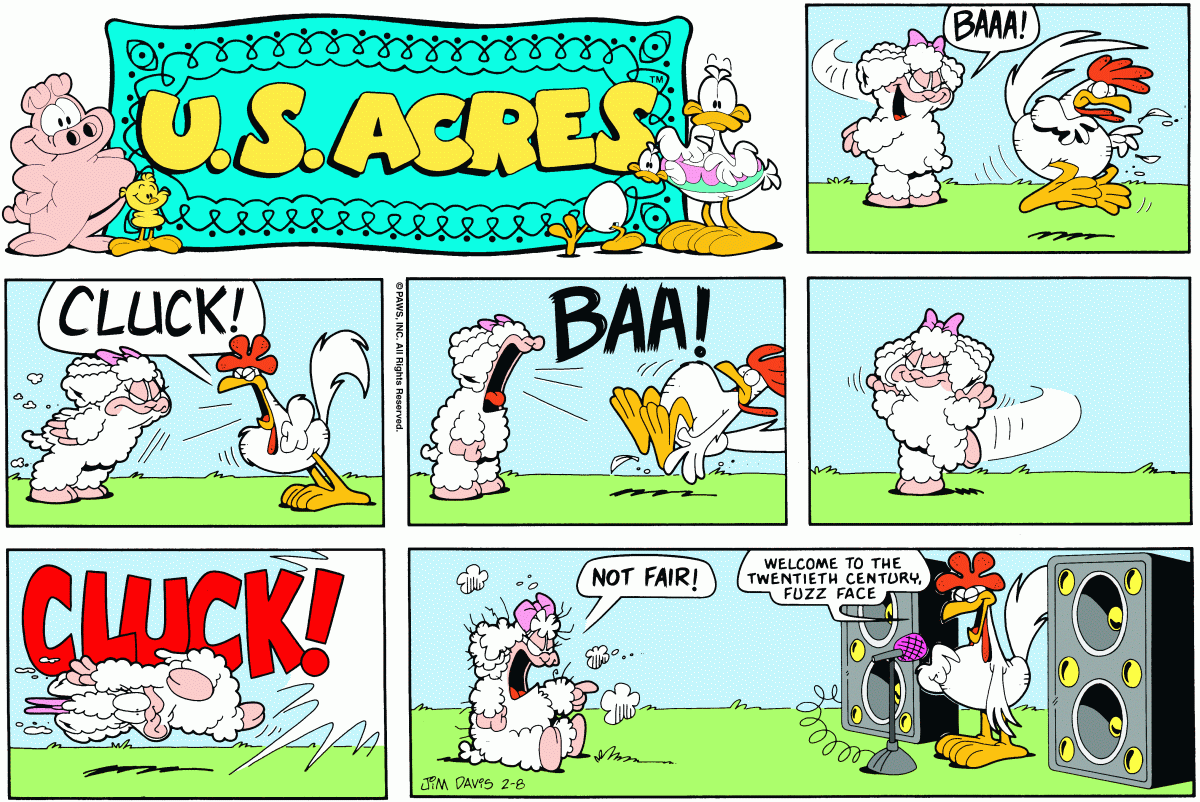 U.S. ACRES
TM
BAAA!
CLUCK!
© PAWS, INC. All Rights Reserved.
BAA!
CLUCK!
NOT FAIR!
WELCOME TO THE
TWENTIETH CENTURY,
FUZZ FACE
JIM DAVIS 2-8